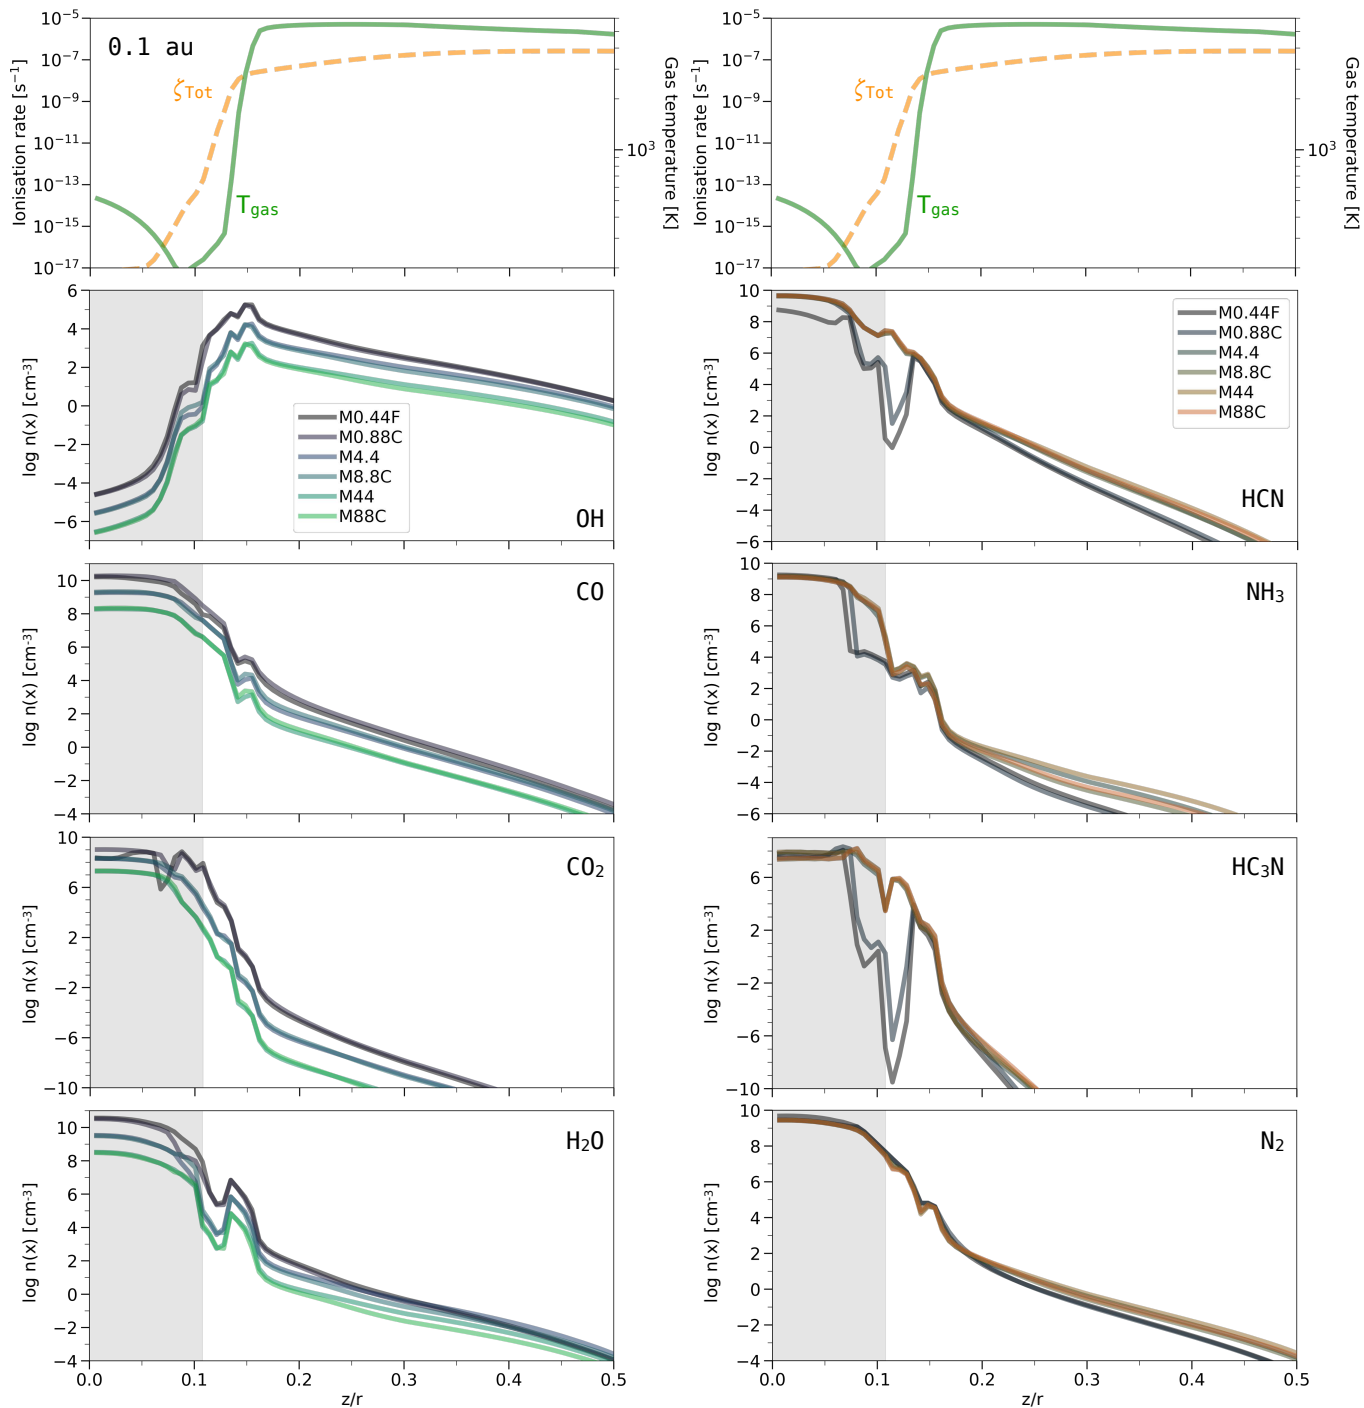 0.1 au
ζTot
Tgas
Ionisation rate [s⁻¹]
Gas temperature [K]
10⁻⁵
10⁻⁷
10⁻⁹
10⁻¹¹
10⁻¹³
10⁻¹⁵
10⁻¹⁷
10³
ζTot
Tgas
Ionisation rate [s⁻¹]
Gas temperature [K]
10⁻⁵
10⁻⁷
10⁻⁹
10⁻¹¹
10⁻¹³
10⁻¹⁵
10⁻¹⁷
10³
log n(x) [cm⁻³]
6
4
2
0
−2
−4
−6
M0.44F
M0.88C
M4.4
M8.8C
M44
M88C
OH
log n(x) [cm⁻³]
10
8
6
4
2
0
−2
−4
−6
M0.44F
M0.88C
M4.4
M8.8C
M44
M88C
HCN
log n(x) [cm⁻³]
10
8
6
4
2
0
−2
−4
CO
log n(x) [cm⁻³]
10
8
6
4
2
0
−2
−4
−6
NH₃
log n(x) [cm⁻³]
10
6
2
−2
−6
−10
CO₂
log n(x) [cm⁻³]
6
2
−2
−6
−10
HC₃N
log n(x) [cm⁻³]
10
8
6
4
2
0
−2
−4
H₂O
0.0 0.1 0.2 0.3 0.4 0.5
z/r
log n(x) [cm⁻³]
10
8
6
4
2
0
−2
−4
N₂
0.0 0.1 0.2 0.3 0.4 0.5
z/r